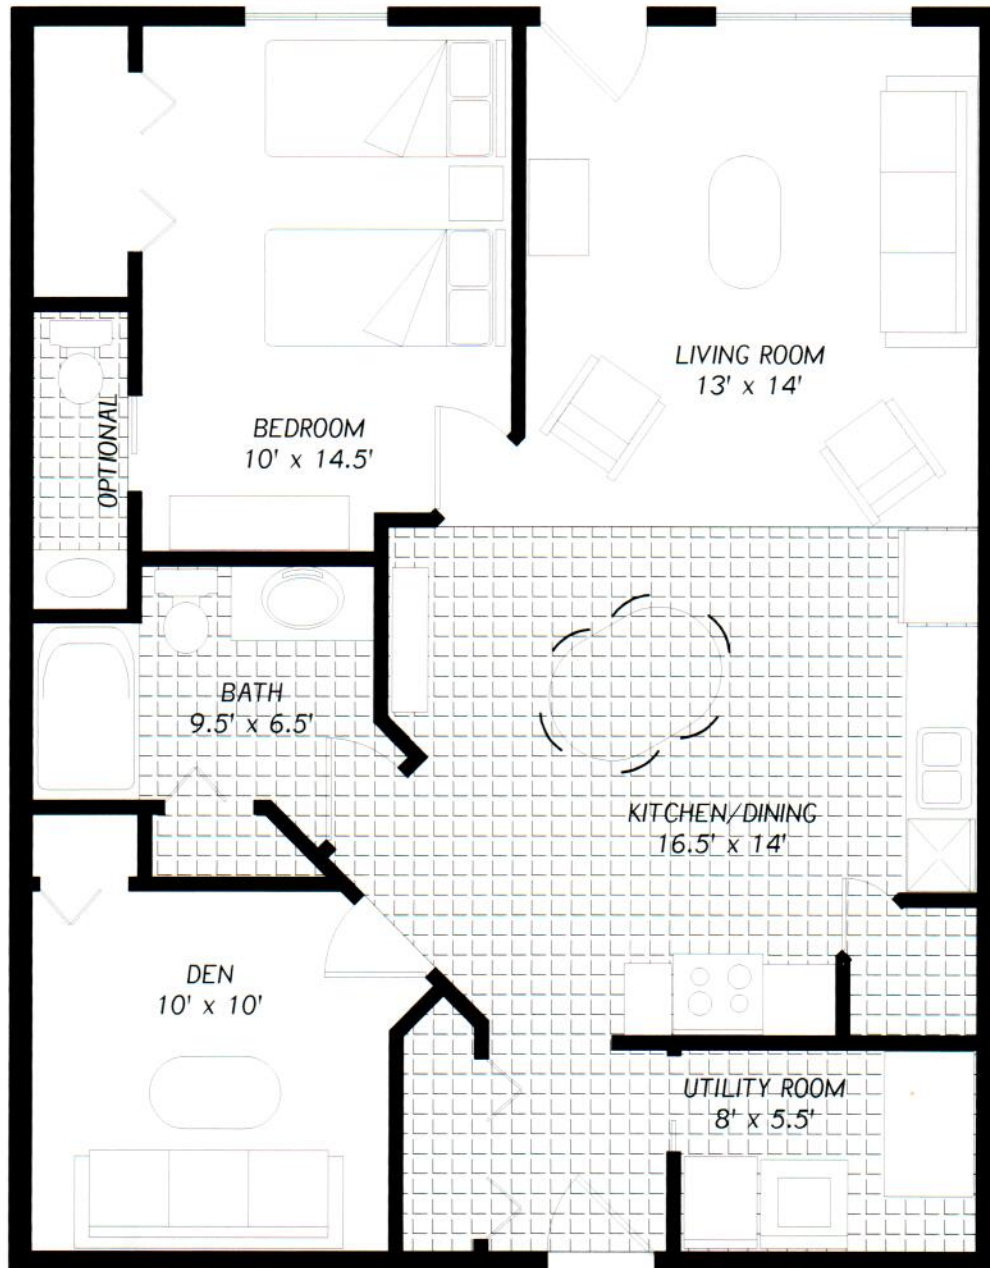 LIVING ROOM
13' x 14'
OPTIONAL
BEDROOM
10' x 14.5'
BATH
9.5' x 6.5'
KITCHEN/DINING
16.5' x 14'
DEN
10' x 10'
UTILITY ROOM
8' x 5.5'